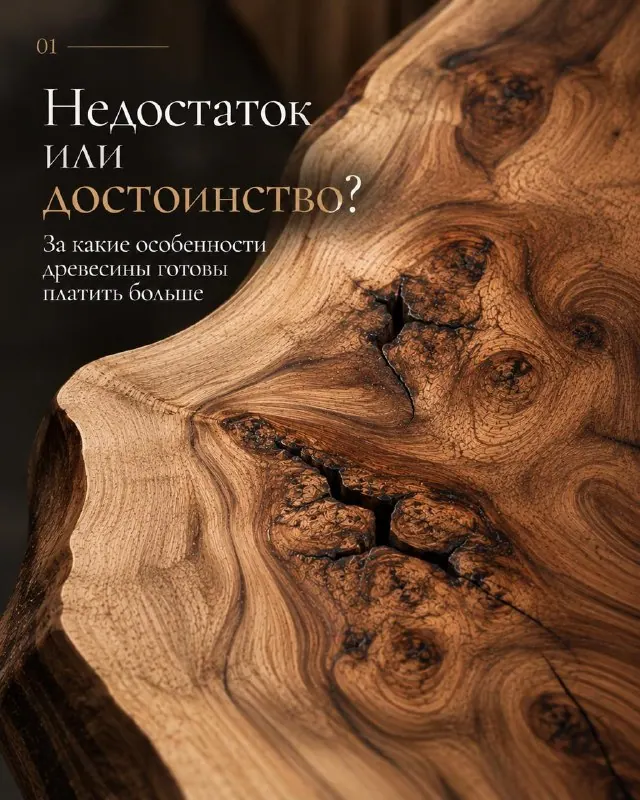 01
Недостаток
или
достоинство?
За какие особенности
древесины готовы
платить больше